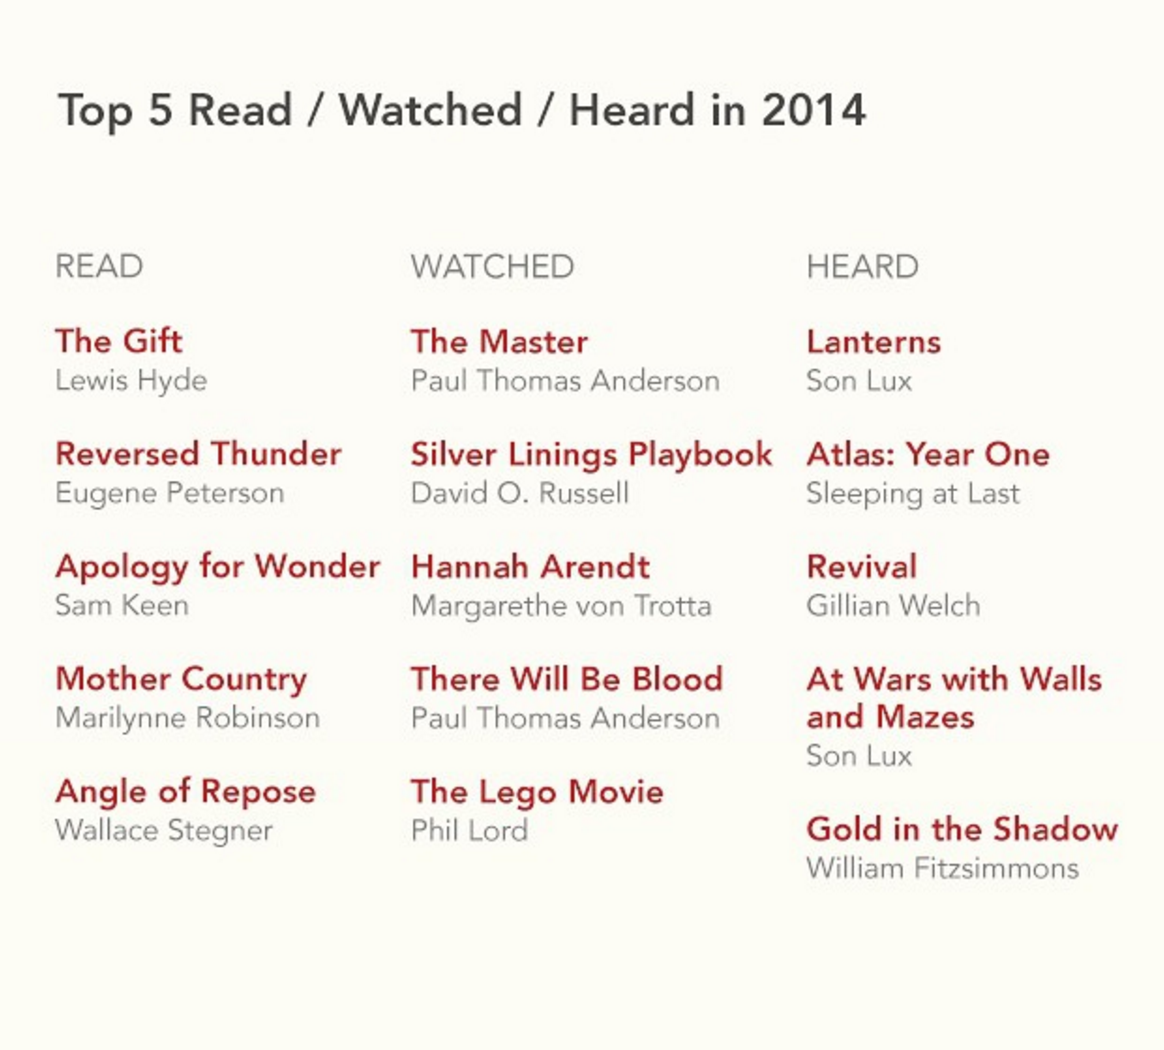 Top 5 Read / Watched / Heard in 2014
READ
The Gift
Lewis Hyde
Reversed Thunder
Eugene Peterson
Apology for Wonder
Sam Keen
Mother Country
Marilynne Robinson
Angle of Repose
Wallace Stegner
WATCHED
The Master
Paul Thomas Anderson
Silver Linings Playbook
David O. Russell
Hannah Arendt
Margarethe von Trotta
There Will Be Blood
Paul Thomas Anderson
The Lego Movie
Phil Lord
HEARD
Lanterns
Son Lux
Atlas: Year One
Sleeping at Last
Revival
Gillian Welch
At Wars with Walls
and Mazes
Son Lux
Gold in the Shadow
William Fitzsimmons